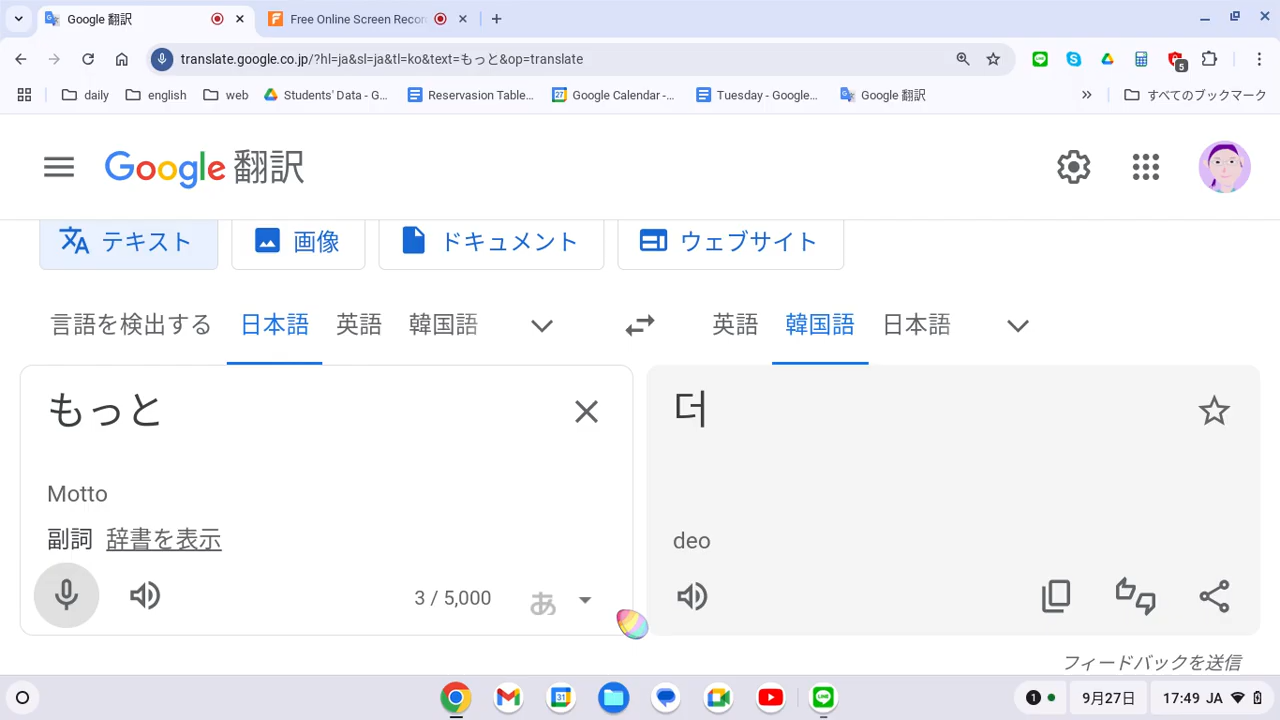 Google 翻訳
Free Online Screen Recor
translate.google.co.jp/?hl=ja&sl=ja&tl=ko&text=もっと&op=translate
5
daily
english
web
Students' Data - G...
Reservasion Table...
Google Calendar -...
Tuesday - Google...
Google 翻訳
»
すべてのブックマーク
Google 翻訳
テキスト
画像
ドキュメント
ウェブサイト
言語を検出する
日本語
英語
韓国語
英語
韓国語
日本語
もっと
더
Motto
副詞 辞書を表示
deo
3 / 5,000
あ
フィードバックを送信
31
1
9月27日
17:49 JA